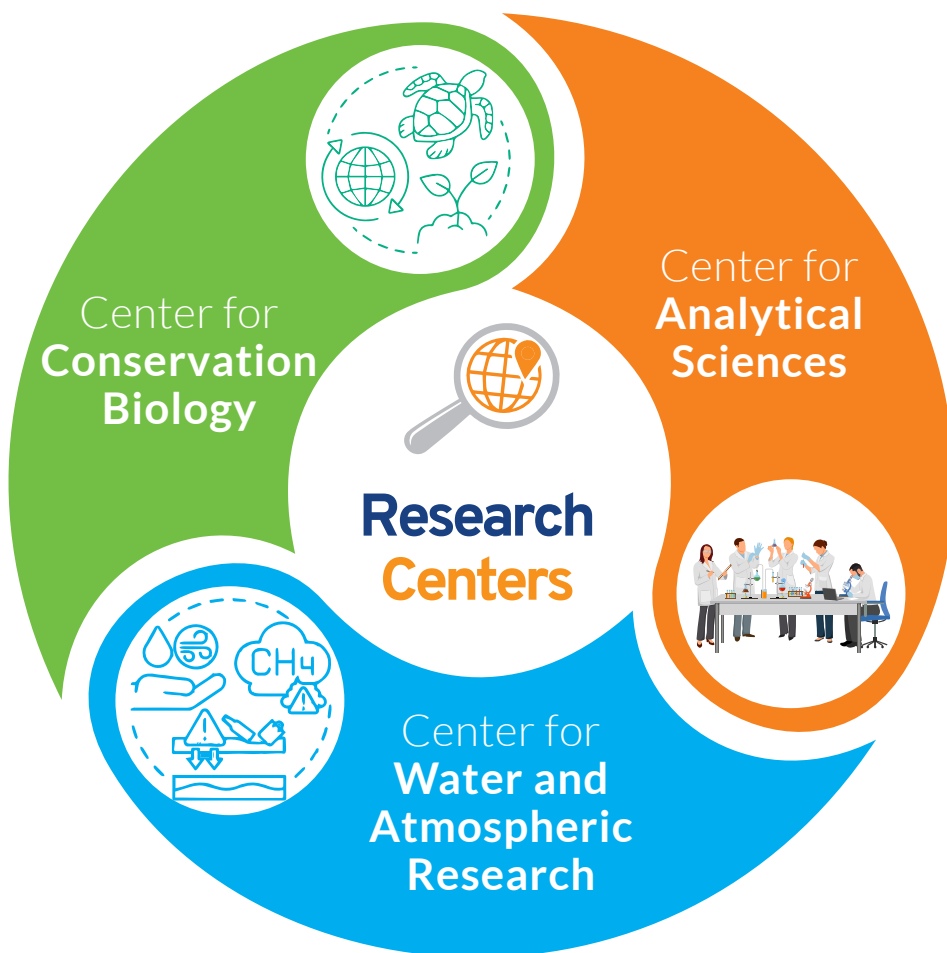 Center for
Conservation
Biology
Center for
Analytical
Sciences
Research
Centers
CH4
Center for
Water and
Atmospheric
Research